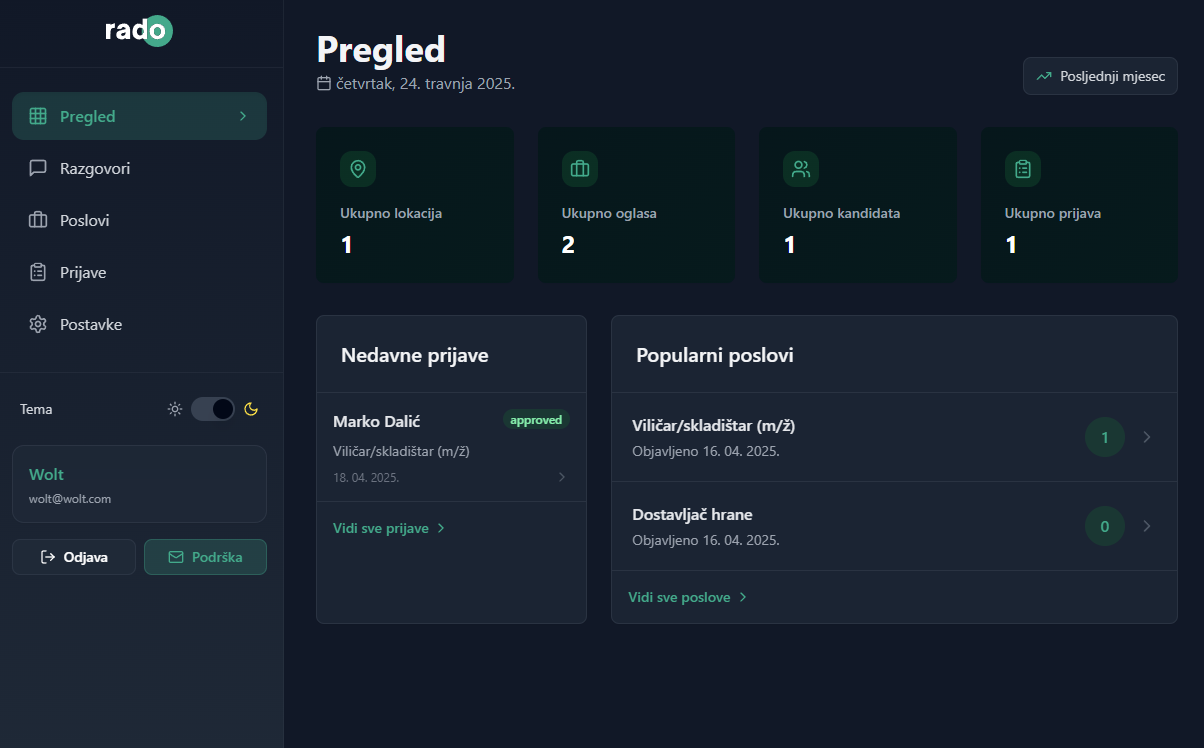 rado
Pregled
Razgovori
Poslovi
Prijave
Postavke
Tema
Wolt
wolt@wolt.com
Odjava
Podrška
Pregled
četvrtak, 24. travnja 2025.
Posljednji mjesec
Ukupno lokacija
1
Ukupno oglasa
2
Ukupno kandidata
1
Ukupno prijava
1
Nedavne prijave
Marko Dalić
approved
Viličar/skladištar (m/ž)
18. 04. 2025.
Vidi sve prijave
Popularni poslovi
Viličar/skladištar (m/ž)
Objavljeno 16. 04. 2025.
1
Dostavljač hrane
Objavljeno 16. 04. 2025.
0
Vidi sve poslove